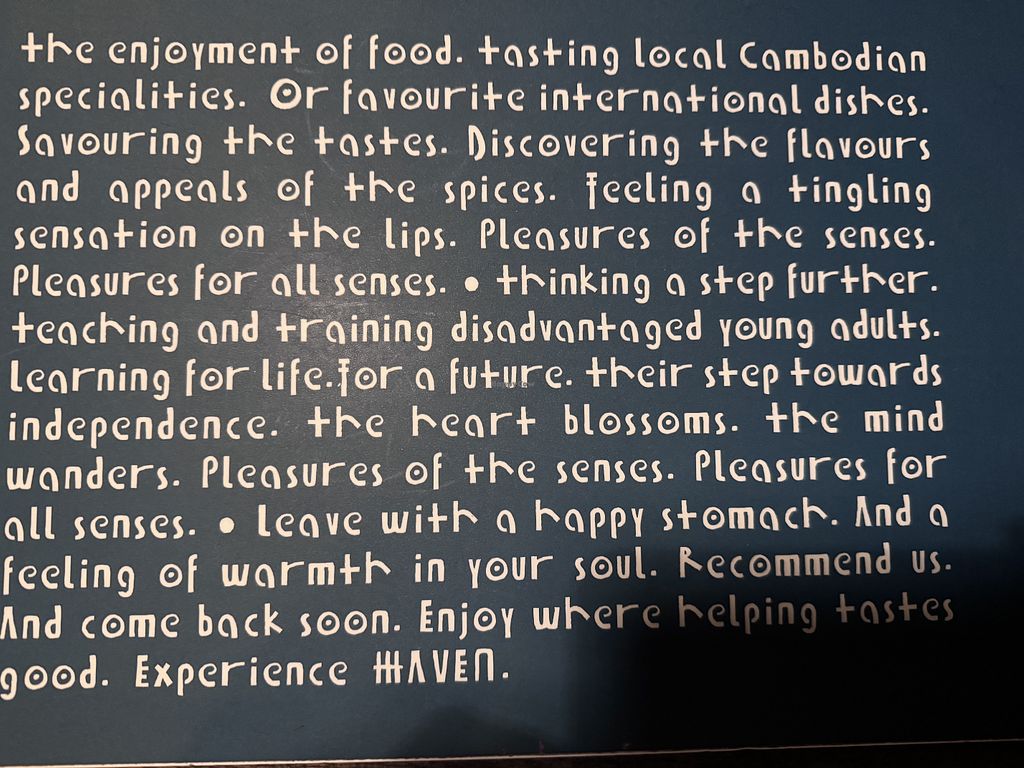 the enjoyment of food. tasting local Cambodian
specialities. Or favourite international dishes.
Savouring the tastes. Discovering the flavours
and appeals of the spices. Feeling a tingling
sensation on the lips. Pleasures of the senses.
Pleasures for all senses. • thinking a step further.
teaching and training disadvantaged young adults.
Learning for life. For a future. their step towards
independence. the heart blossoms. the mind
wanders. Pleasures of the senses. Pleasures for
all senses. • Leave with a happy stomach. And a
feeling of warmth in your soul. Recommend us.
And come back soon. Enjoy where helping tastes
good. Experience HAVEN.